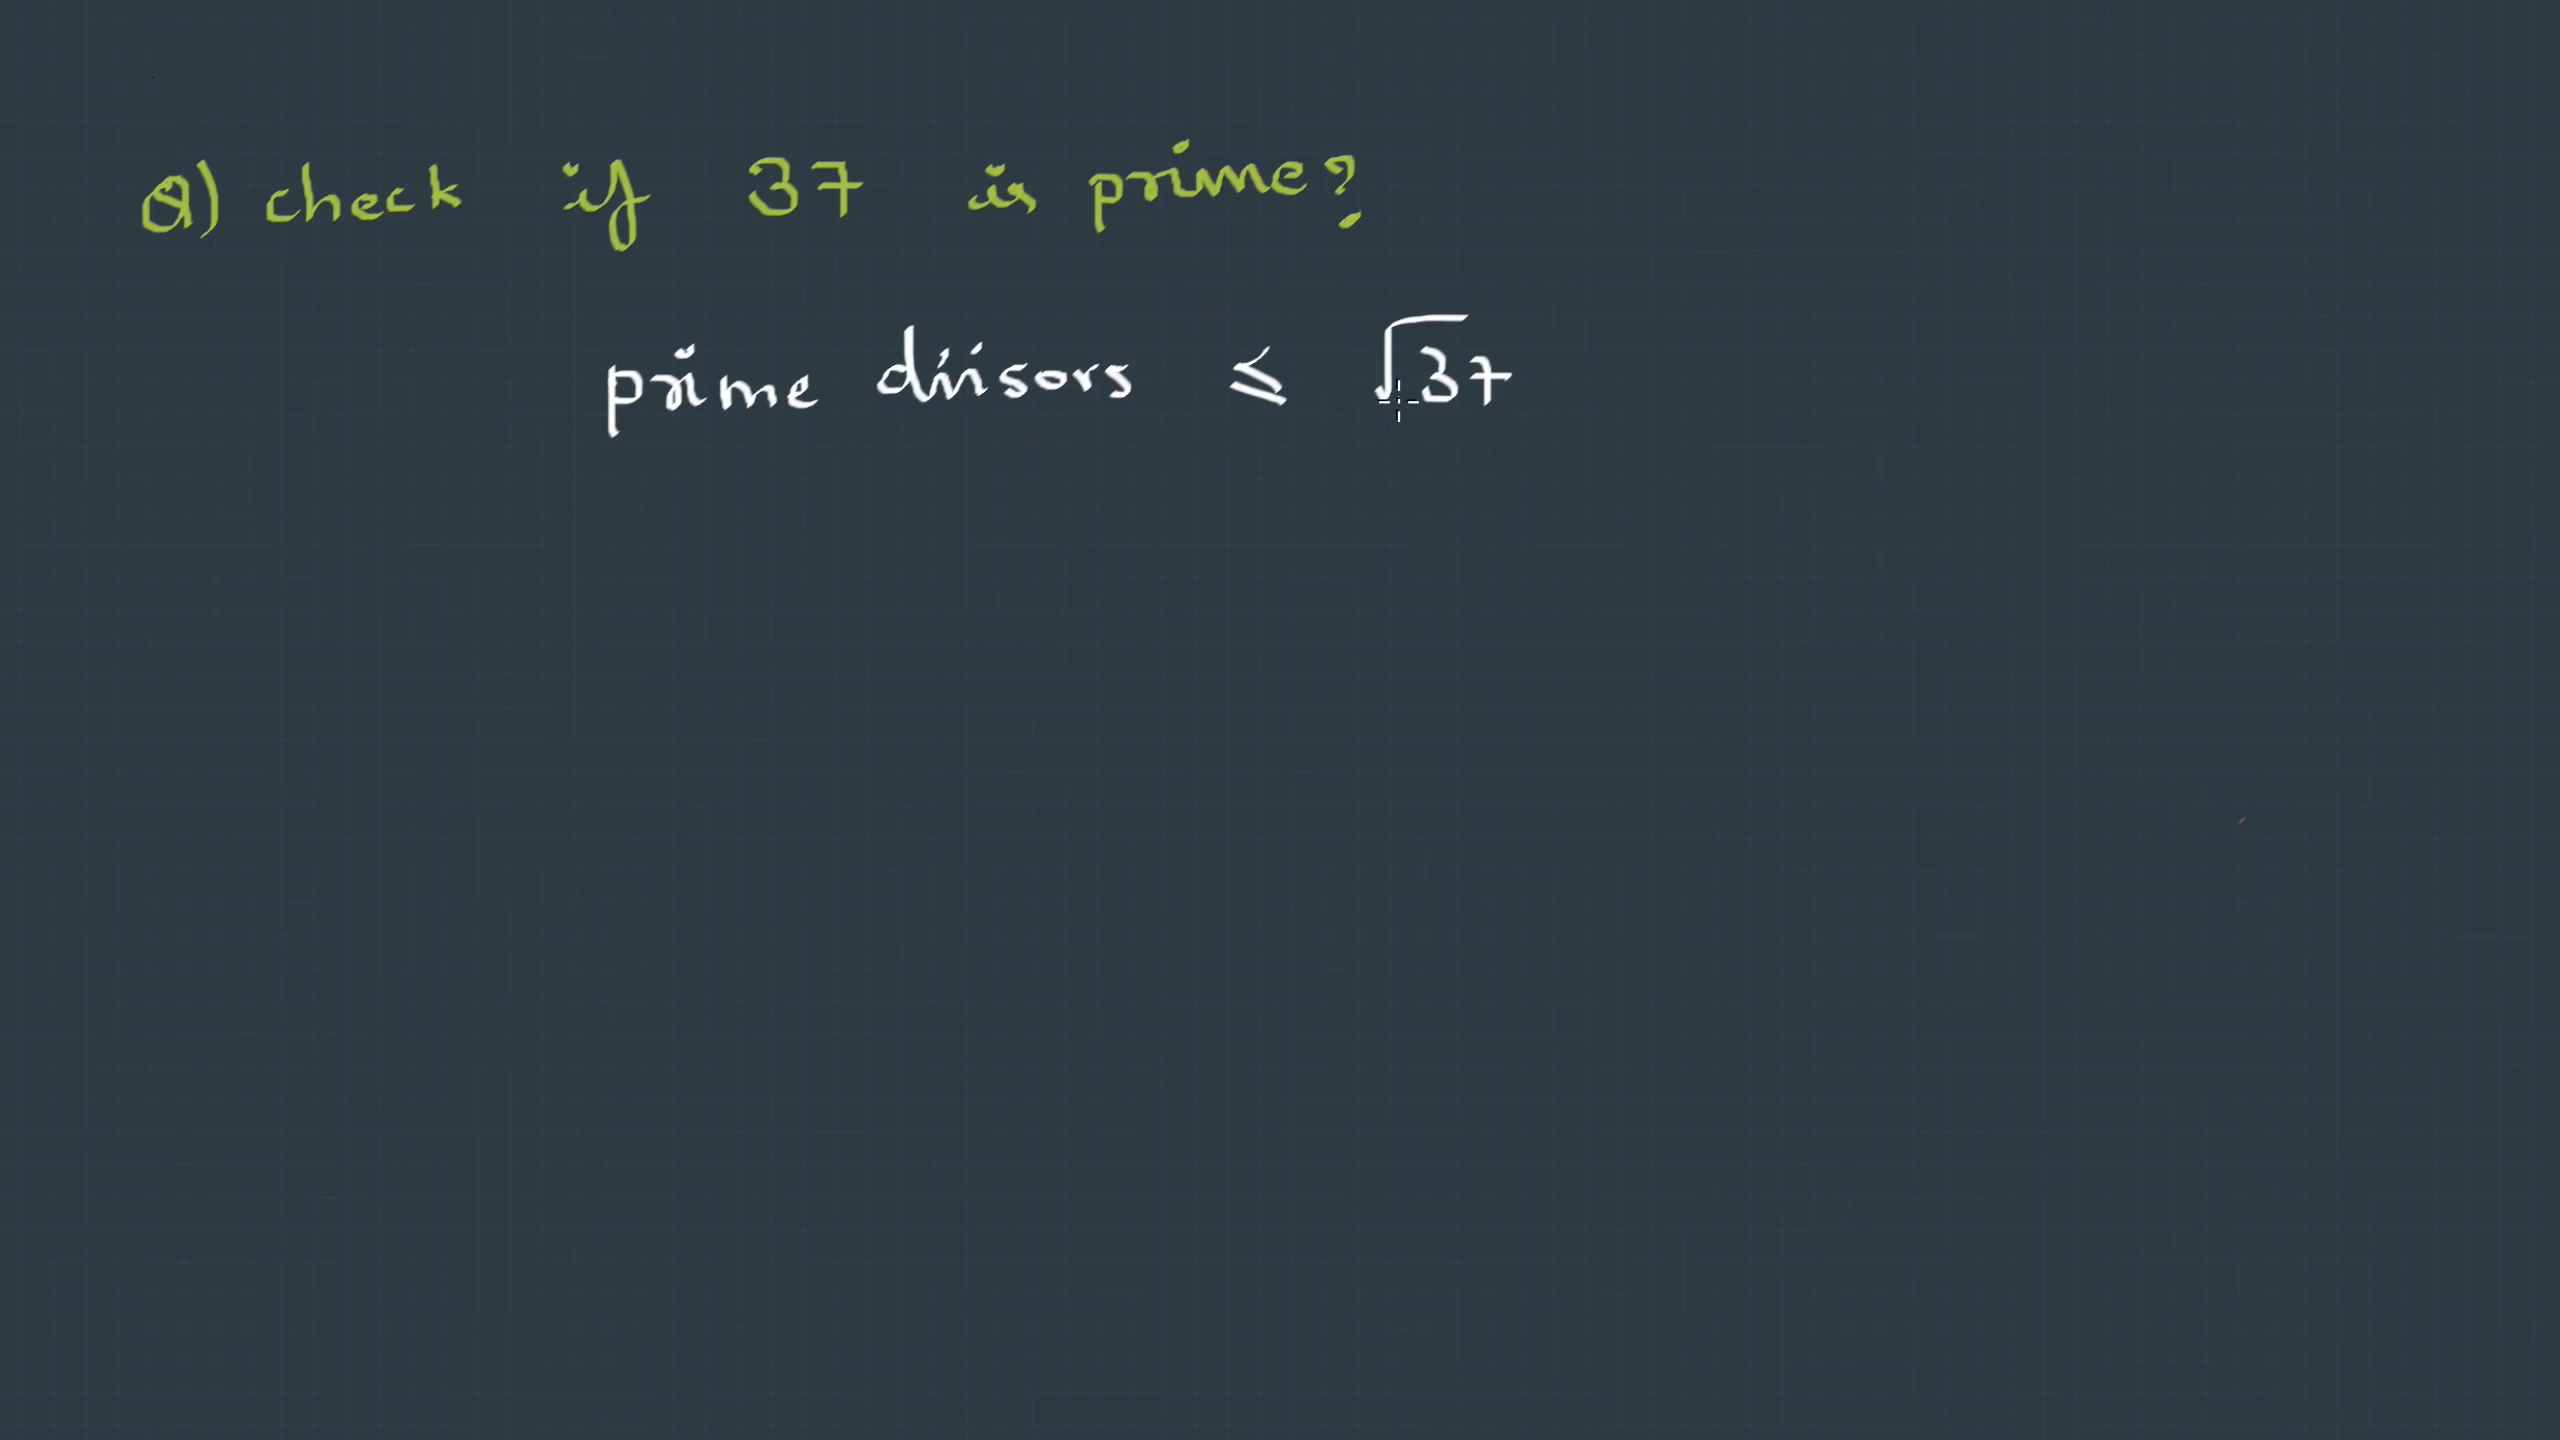 Q) check if 37 is prime?
prime divisors ≤ √37